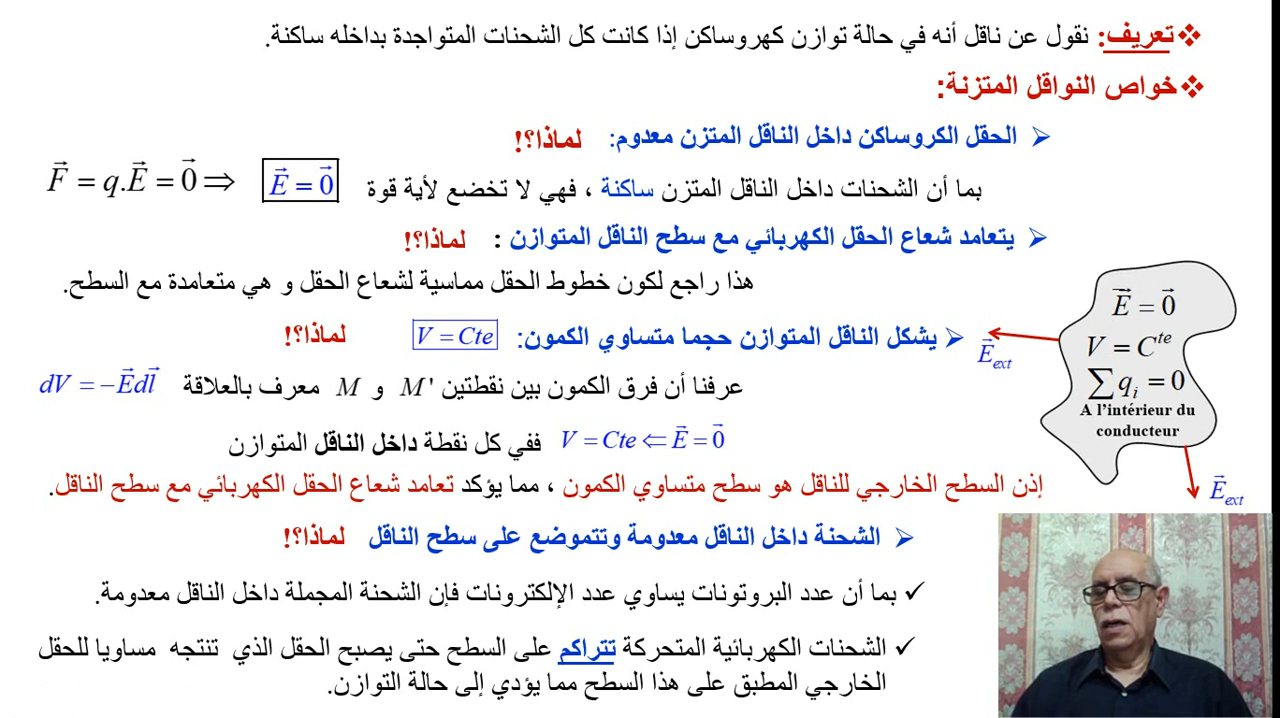 ❖تعريف: نقول عن ناقل أنه في حالة توازن كهروساكن إذا كانت كل الشحنات المتواجدة بداخله ساكنة.
❖خواص النواقل المتزنة:
➢ الحقل الكروساكن داخل الناقل المتزن معدوم: لماذا؟!
بما أن الشحنات داخل الناقل المتزن ساكنة ، فهي لا تخضع لأية قوة
F⃗ = q.E⃗ = 0⃗ ⇒ E⃗ = 0⃗
➢ يتعامد شعاع الحقل الكهربائي مع سطح الناقل المتوازن : لماذا؟!
هذا راجع لكون خطوط الحقل مماسية لشعاع الحقل و هي متعامدة مع السطح.
➢ يشكل الناقل المتوازن حجما متساوي الكمون: V = Cte لماذا؟!
عرفنا أن فرق الكمون بين نقطتين M' و M معرف بالعلاقة dV = −E⃗dl⃗
ففي كل نقطة داخل الناقل المتوازن V = Cte ⇐ E⃗ = 0⃗
إذن السطح الخارجي للناقل هو سطح متساوي الكمون ، مما يؤكد تعامد شعاع الحقل الكهربائي مع سطح الناقل.
➢ الشحنة داخل الناقل معدومة وتتموضع على سطح الناقل لماذا؟!
✓ بما أن عدد البروتونات يساوي عدد الإلكترونات فإن الشحنة المجملة داخل الناقل معدومة.
✓ الشحنات الكهربائية المتحركة تتراكم على السطح حتى يصبح الحقل الذي تنتجه مساويا للحقل
الخارجي المطبق على هذا السطح مما يؤدي إلى حالة التوازن.
E⃗ = 0⃗
V = C^te
∑ q_i = 0
A l'intérieur du
conducteur
E⃗_ext
E⃗_ext